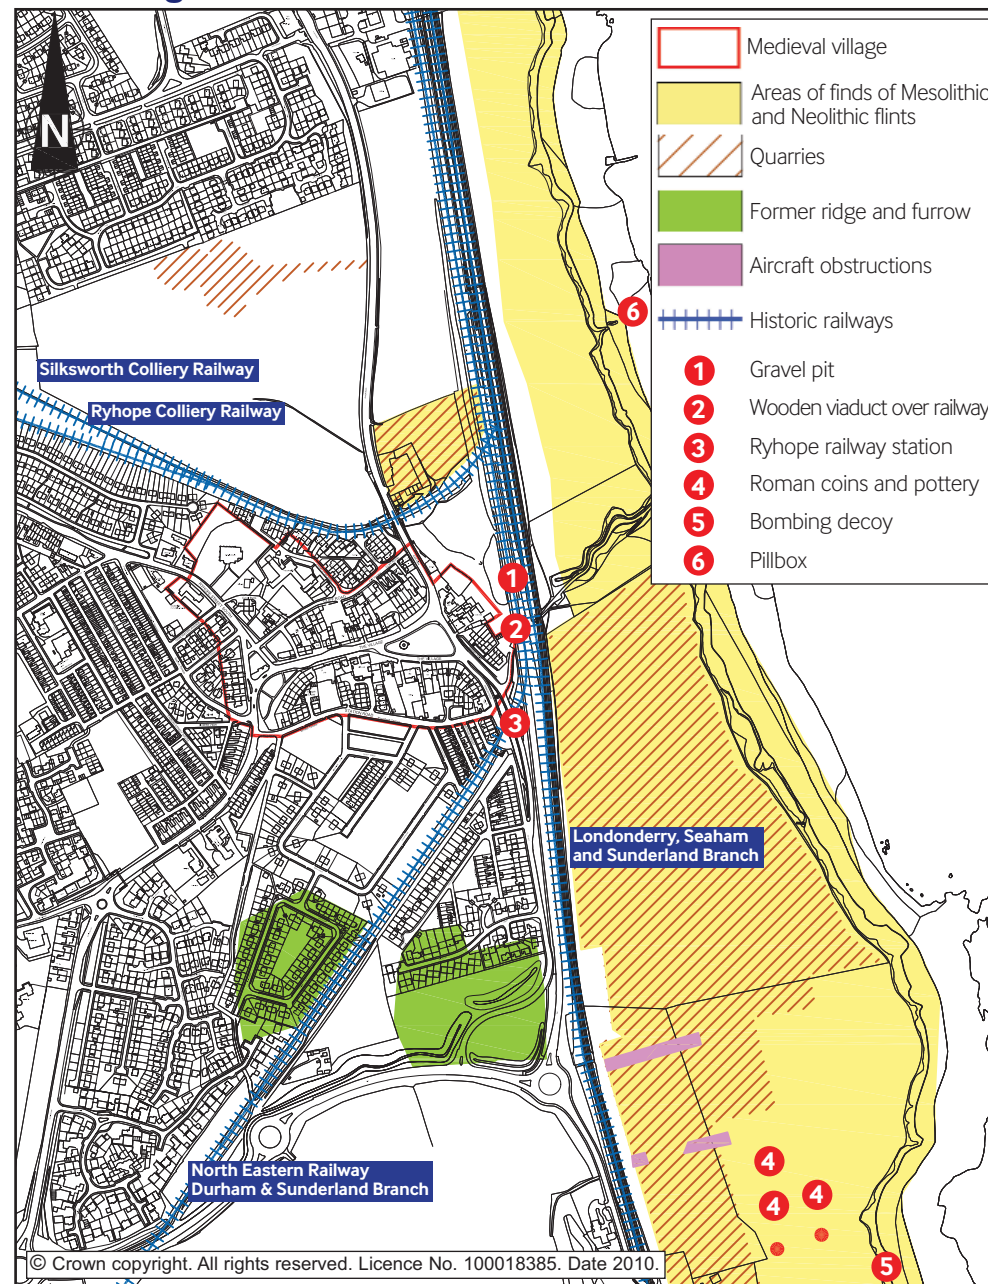 N
Medieval village
Areas of finds of Mesolithic
and Neolithic flints
Quarries
Former ridge and furrow
Aircraft obstructions
Historic railways
1 Gravel pit
2 Wooden viaduct over railway
3 Ryhope railway station
4 Roman coins and pottery
5 Bombing decoy
6 Pillbox
6
Silksworth Colliery Railway
Ryhope Colliery Railway
1
2
3
Londonderry, Seaham
and Sunderland Branch
North Eastern Railway
Durham & Sunderland Branch
4
4
4
5
© Crown copyright. All rights reserved. Licence No. 100018385. Date 2010.